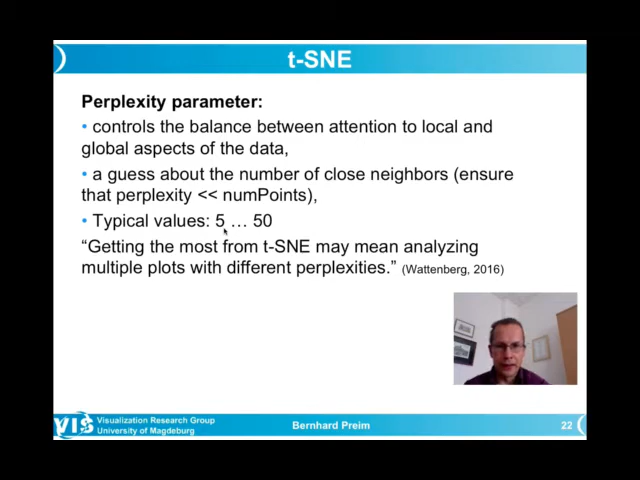 t-SNE
Perplexity parameter:
• controls the balance between attention to local and
global aspects of the data,
• a guess about the number of close neighbors (ensure
that perplexity << numPoints),
• Typical values: 5 … 50
“Getting the most from t-SNE may mean analyzing
multiple plots with different perplexities.” (Wattenberg, 2016)
VIS Visualization Research Group
University of Magdeburg
Bernhard Preim
22